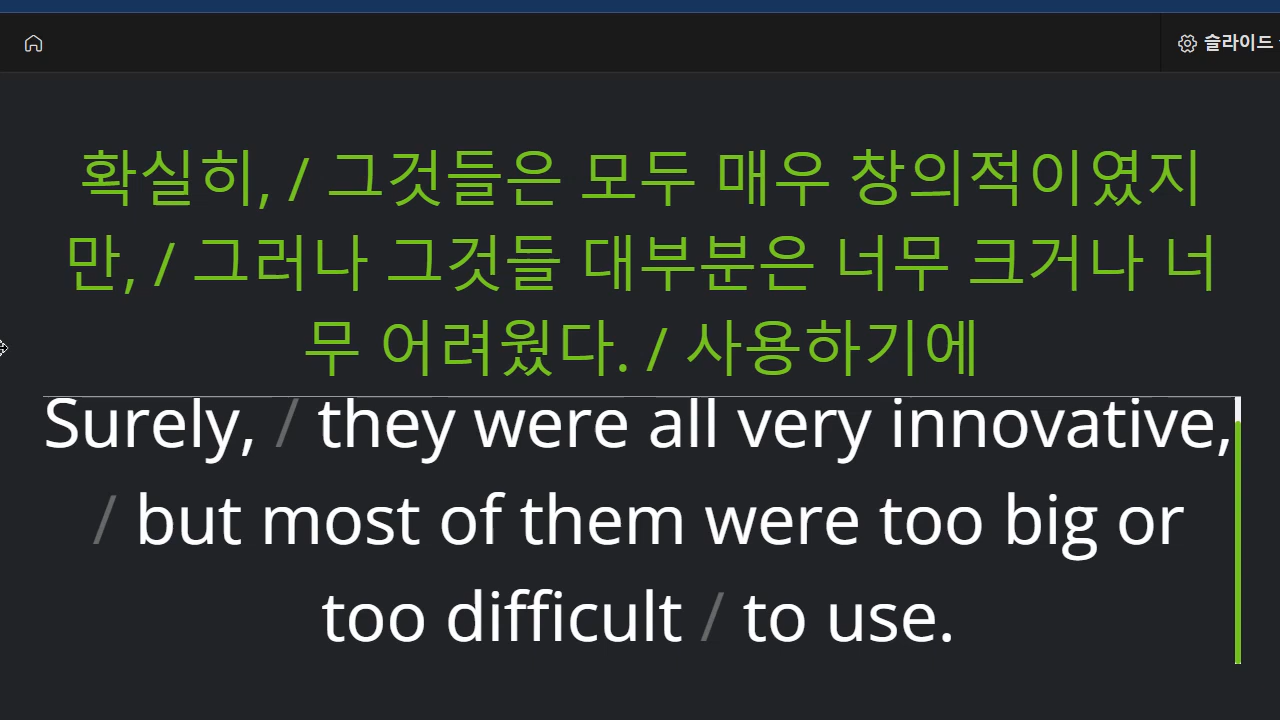 슬라이드
확실히, / 그것들은 모두 매우 창의적이였지
만, / 그러나 그것들 대부분은 너무 크거나 너
무 어려웠다. / 사용하기에
Surely, / they were all very innovative,
/ but most of them were too big or
too difficult / to use.